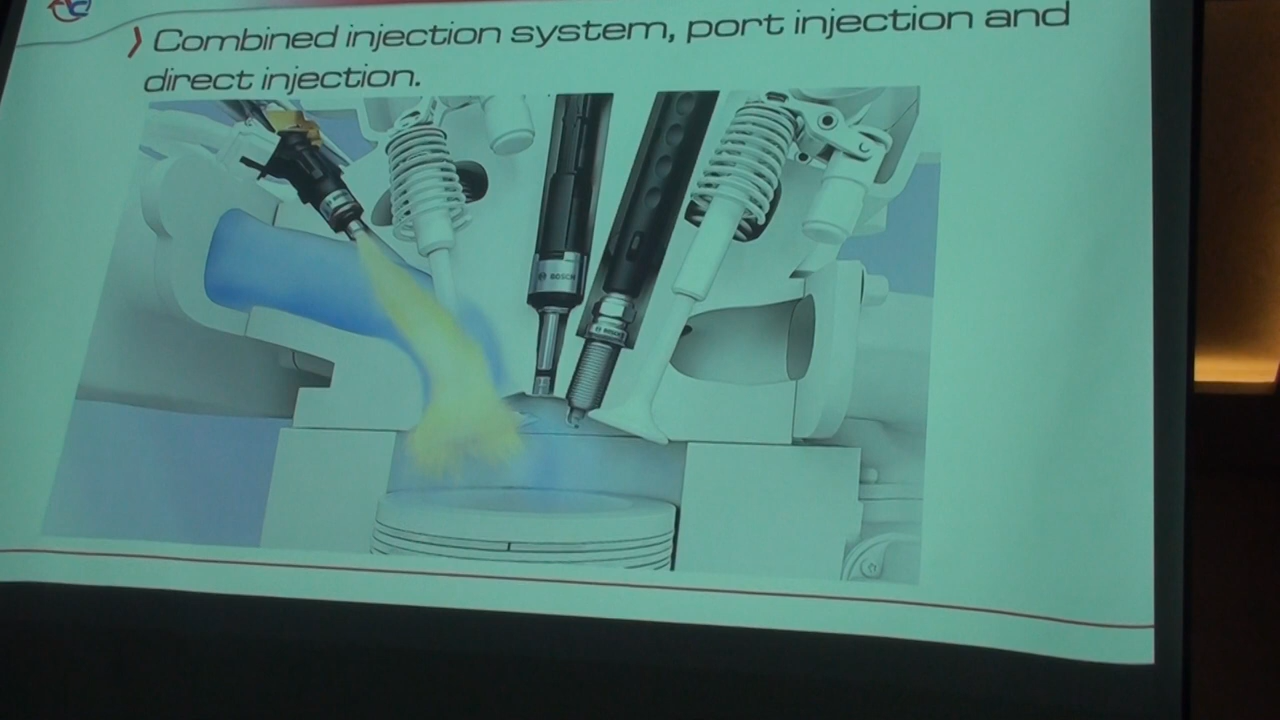 Combined injection system, port injection and
direct injection.
BOSCH